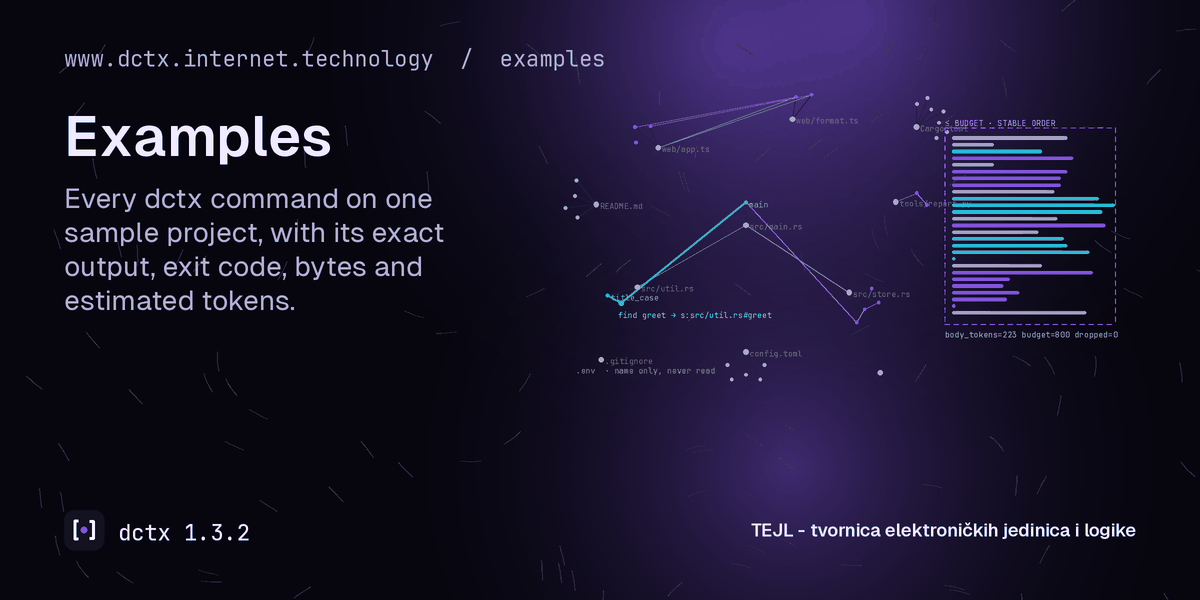 www.dctx.internet.technology / examples
Examples
Every dctx command on one
sample project, with its exact
output, exit code, bytes and
estimated tokens.
web/format.ts
web/app.ts
< BUDGET · STABLE ORDER
README.md
main
src/main.rs
src/util.rs
title_case
src/store.rs
find greet → s:src/util.rs#greet
body_tokens=223 budget=800 dropped=0
config.toml
.gitignore
.env · name only, never read
dctx 1.3.2
TEJL - tvornica elektroničkih jedinica i logike